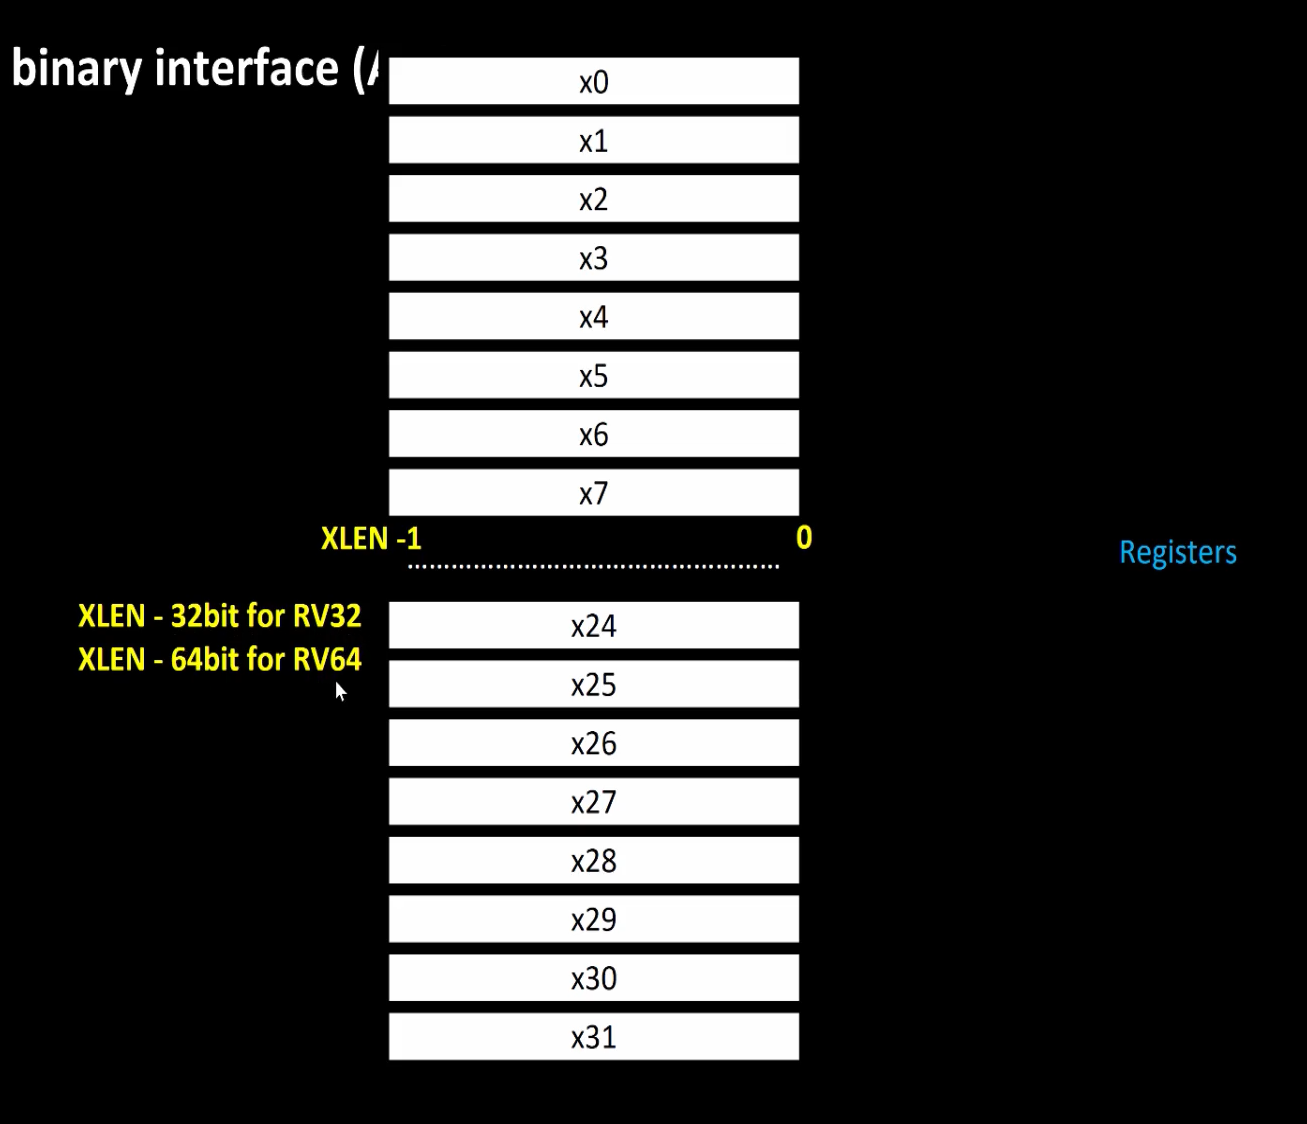 binary interface (A
x0
x1
x2
x3
x4
x5
x6
x7
XLEN -1 0
Registers
XLEN - 32bit for RV32
XLEN - 64bit for RV64
x24
x25
x26
x27
x28
x29
x30
x31